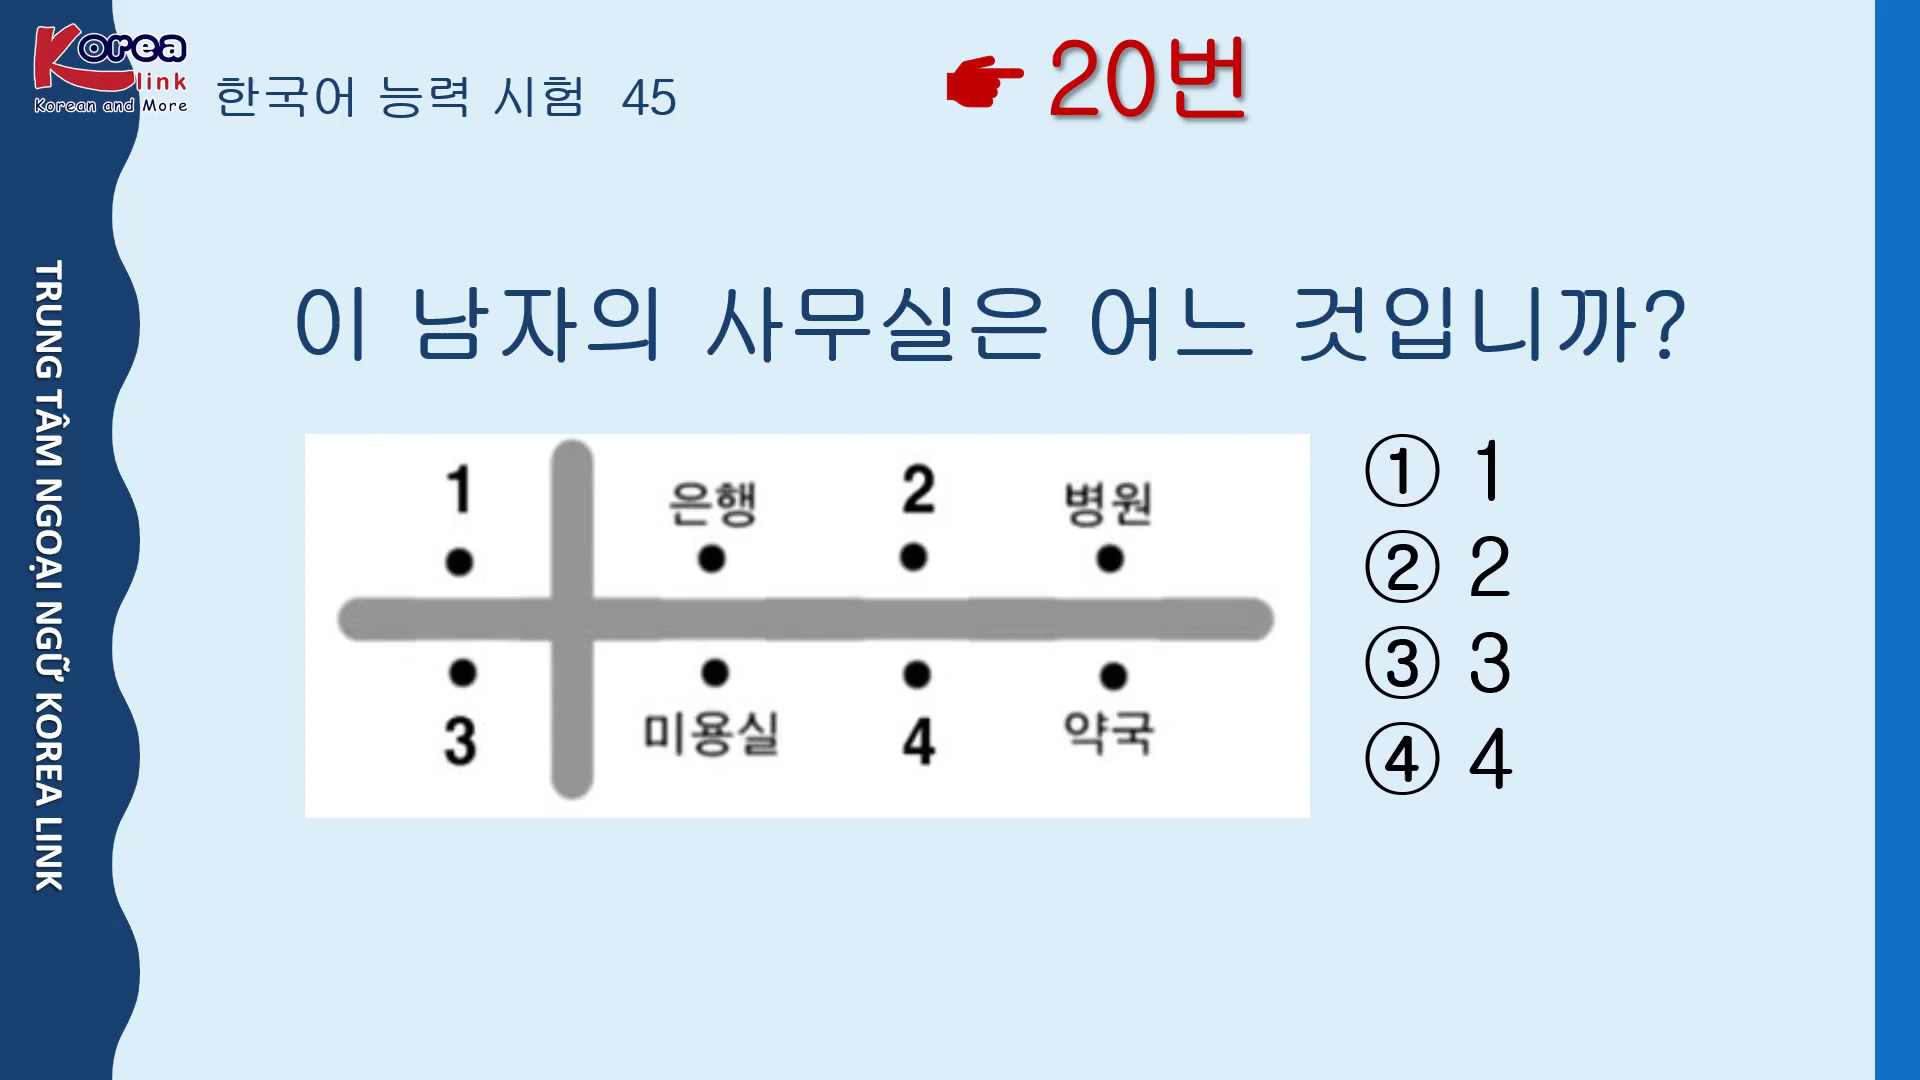 Korea
link
Korean and More
한국어 능력 시험 45
20번
TRUNG TÂM NGOẠI NGỮ KOREA LINK
이 남자의 사무실은 어느 것입니까?
1 은행 2 병원
3 미용실 4 약국
① 1
② 2
③ 3
④ 4